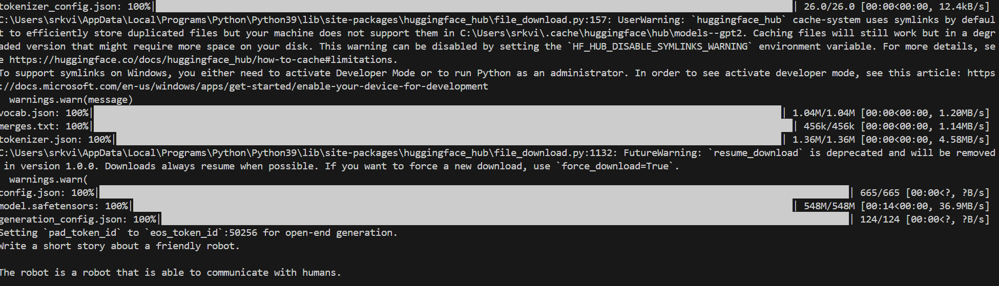 tokenizer_config.json: 100%| | 26.0/26.0 [00:00<00:00, 12.4kB/s]
C:\Users\srkvi\AppData\Local\Programs\Python\Python39\lib\site-packages\huggingface_hub\file_download.py:157: UserWarning: `huggingface_hub` cache-system uses symlinks by defaul
t to efficiently store duplicated files but your machine does not support them in C:\Users\srkvi\.cache\huggingface\hub\models--gpt2. Caching files will still work but in a degr
aded version that might require more space on your disk. This warning can be disabled by setting the `HF_HUB_DISABLE_SYMLINKS_WARNING` environment variable. For more details, se
e https://huggingface.co/docs/huggingface_hub/how-to-cache#limitations.
To support symlinks on Windows, you either need to activate Developer Mode or to run Python as an administrator. In order to see activate developer mode, see this article: https
://docs.microsoft.com/en-us/windows/apps/get-started/enable-your-device-for-development
  warnings.warn(message)
vocab.json: 100%| | 1.04M/1.04M [00:00<00:00, 1.20MB/s]
merges.txt: 100%| | 456k/456k [00:00<00:00, 1.14MB/s]
tokenizer.json: 100%| | 1.36M/1.36M [00:00<00:00, 4.58MB/s]
C:\Users\srkvi\AppData\Local\Programs\Python\Python39\lib\site-packages\huggingface_hub\file_download.py:1132: FutureWarning: `resume_download` is deprecated and will be removed
 in version 1.0.0. Downloads always resume when possible. If you want to force a new download, use `force_download=True`.
  warnings.warn(
config.json: 100%| | 665/665 [00:00<?, ?B/s]
model.safetensors: 100%| | 548M/548M [00:14<00:00, 36.9MB/s]
generation_config.json: 100%| | 124/124 [00:00<?, ?B/s]
Setting `pad_token_id` to `eos_token_id`:50256 for open-end generation.
Write a short story about a friendly robot.

The robot is a robot that is able to communicate with humans.